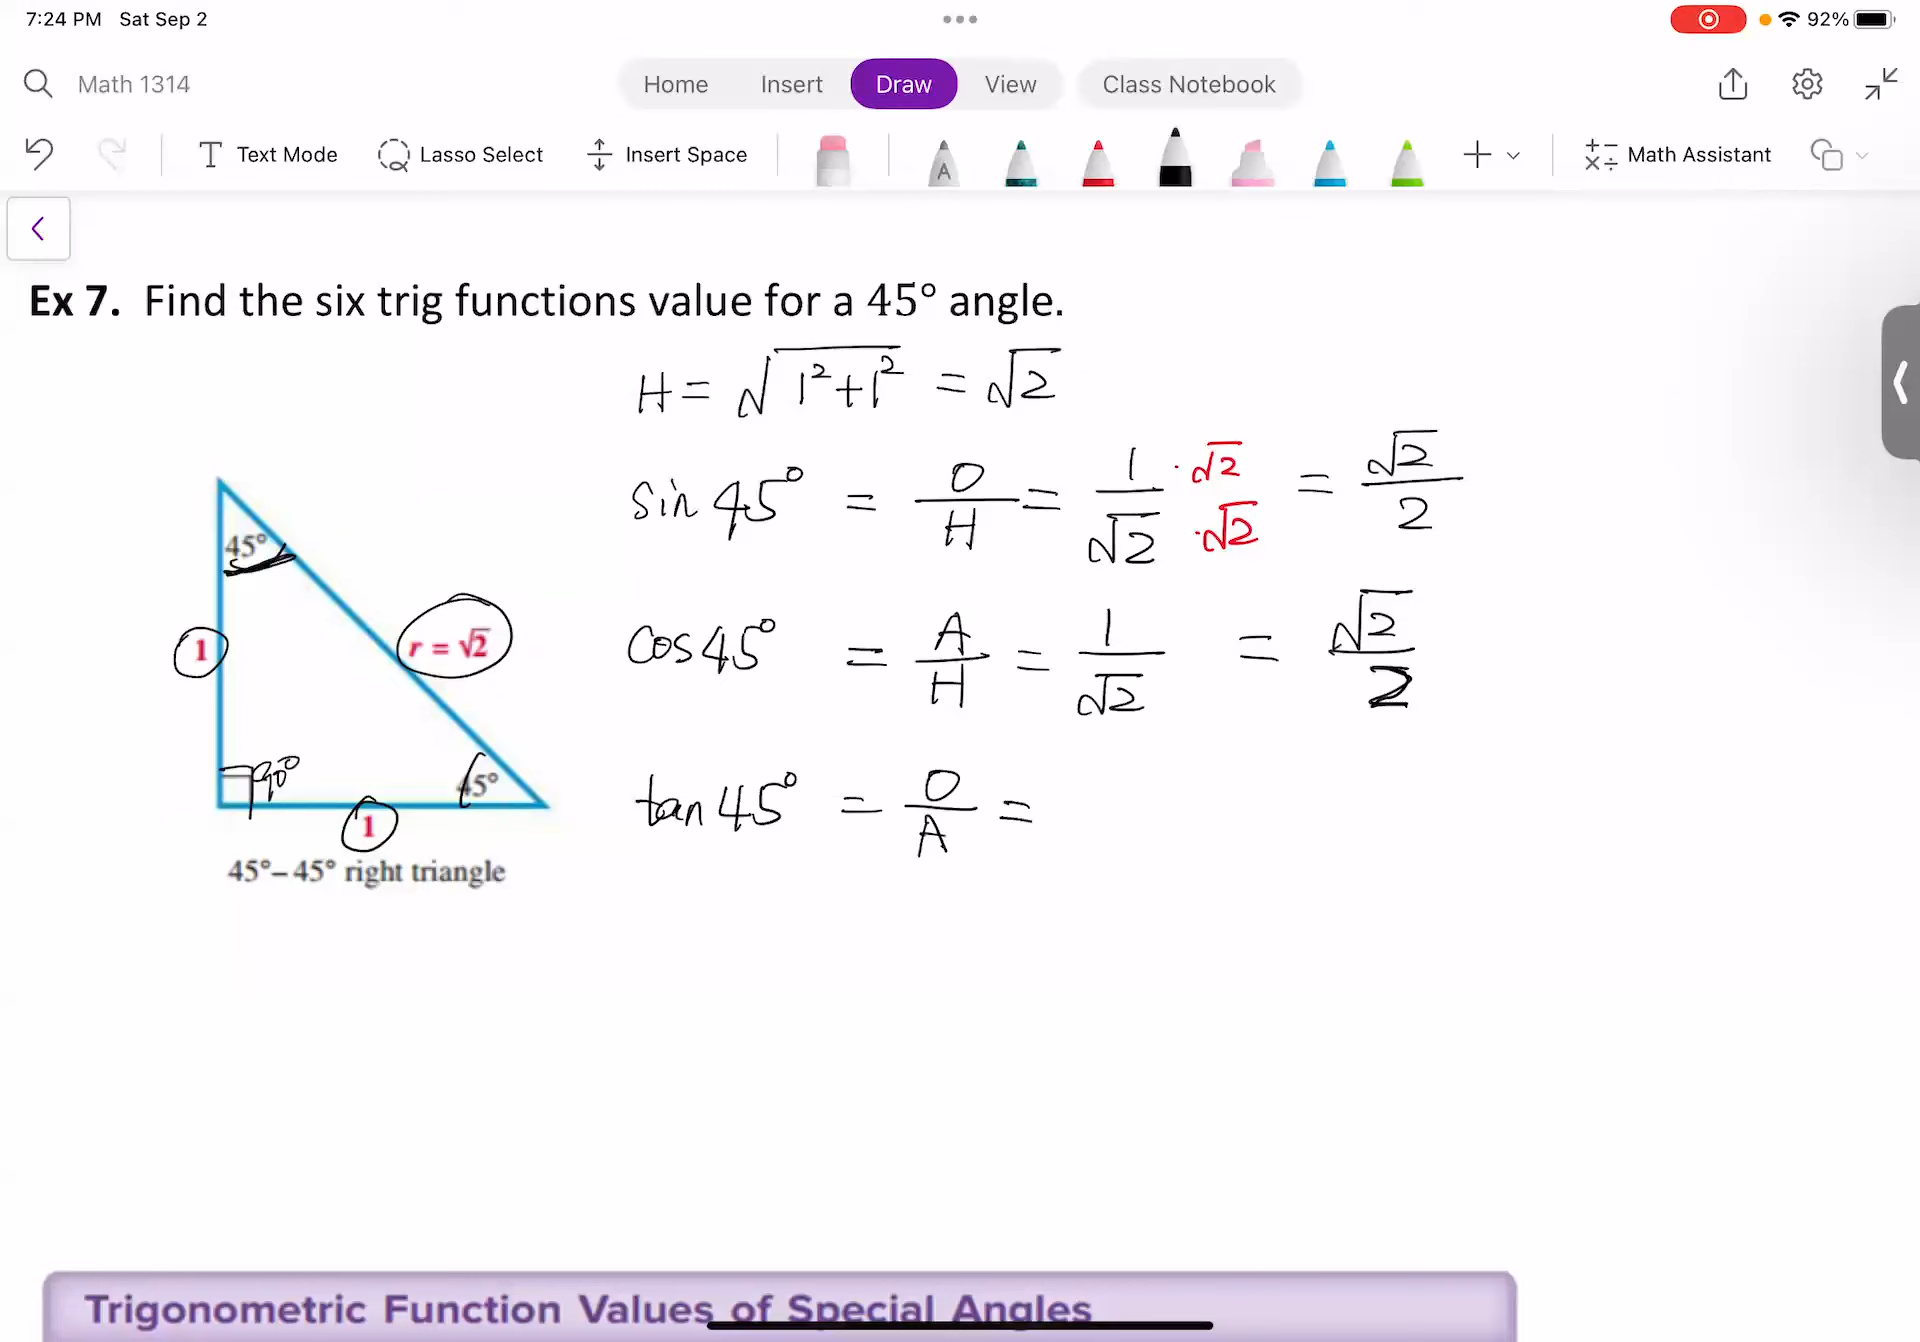 7:24 PM Sat Sep 2
92%
Math 1314
Home Insert Draw View Class Notebook
Text Mode Lasso Select Insert Space A Math Assistant
Ex 7. Find the six trig functions value for a 45° angle.
H = √(1²+1²) = √2
sin 45° = O/H = 1/√2 ·√2/·√2 = √2/2
cos 45° = A/H = 1/√2 = √2/2
tan 45° = O/A =
45°
1
r = √2
90°
45°
1
45°–45° right triangle
Trigonometric Function Values of Special Angles